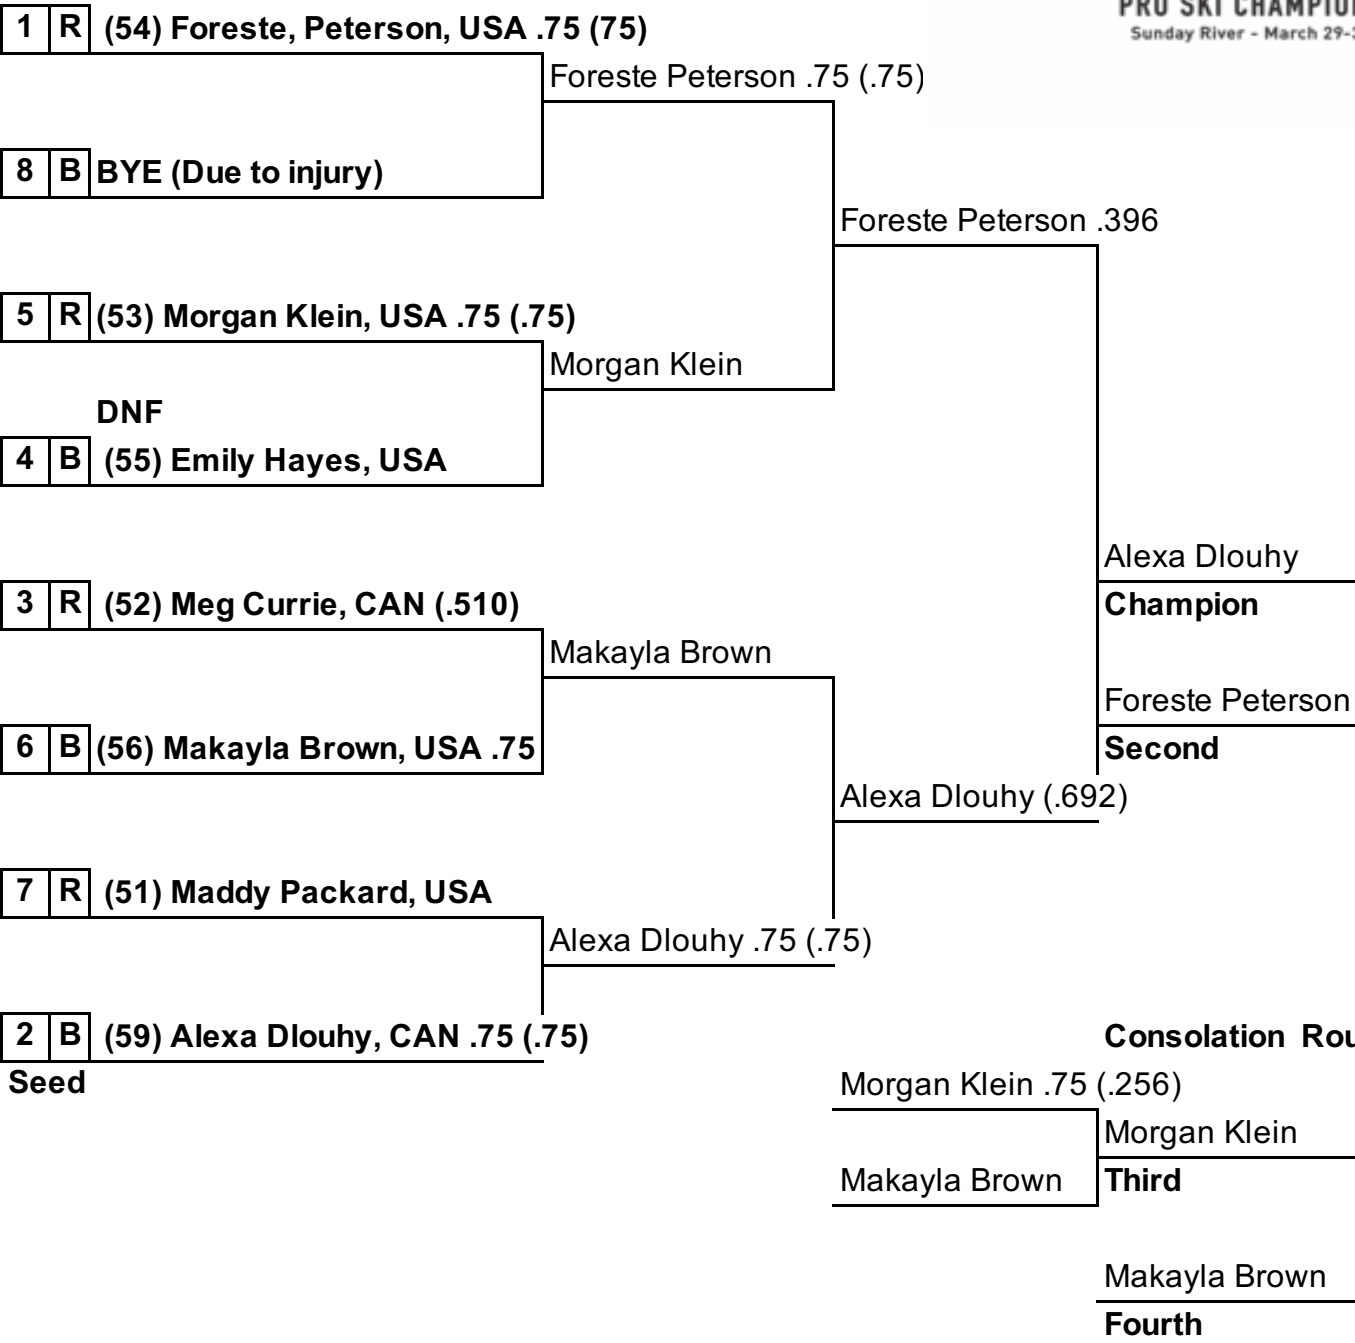 PRO SKI
Sunday River - March
1 R (54) Foreste, Peterson, USA .75 (75)
Foreste Peterson .75 (.75)
8 B BYE (Due to injury)
Foreste Peterson .396
5 R (53) Morgan Klein, USA .75 (.75)
Morgan Klein
DNF
4 B (55) Emily Hayes, USA
Alexa Dlouhy
3 R (52) Meg Currie, CAN (.510)
Champion
Makayla Brown
Foreste Peterson
6 B (56) Makayla Brown, USA .75
Second
Alexa Dlouhy (.692)
7 R (51) Maddy Packard, USA
Alexa Dlouhy .75 (.75)
2 B (59) Alexa Dlouhy, CAN .75 (.75)
Consolation
Seed
Morgan Klein .75 (.256)
Morgan Klein
Makayla Brown
Third
Makayla Brown
Fourth